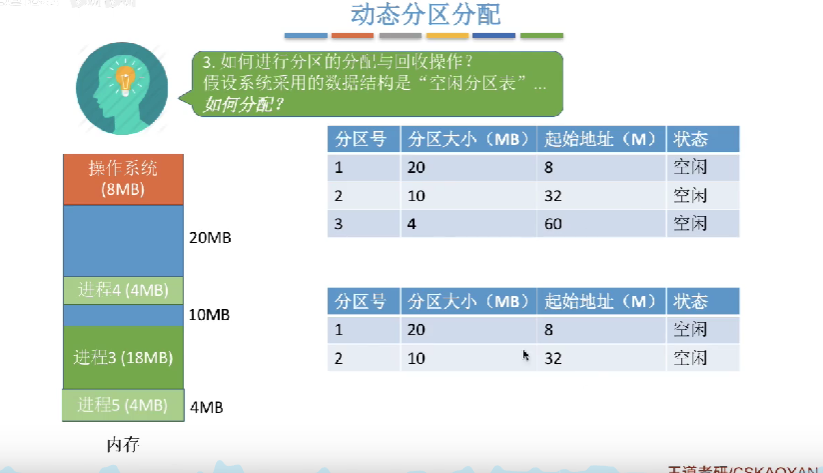 动态分区分配
3. 如何进行分区的分配与回收操作？
假设系统采用的数据结构是“空闲分区表”...
如何分配？
分区号 分区大小（MB） 起始地址（M） 状态
1 20 8 空闲
2 10 32 空闲
3 4 60 空闲
操作系统
(8MB)
20MB
进程4 (4MB)
10MB
进程3 (18MB)
进程5 (4MB)
4MB
内存
分区号 分区大小（MB） 起始地址（M） 状态
1 20 8 空闲
2 10 32 空闲
王道考研/CSKAOYAN